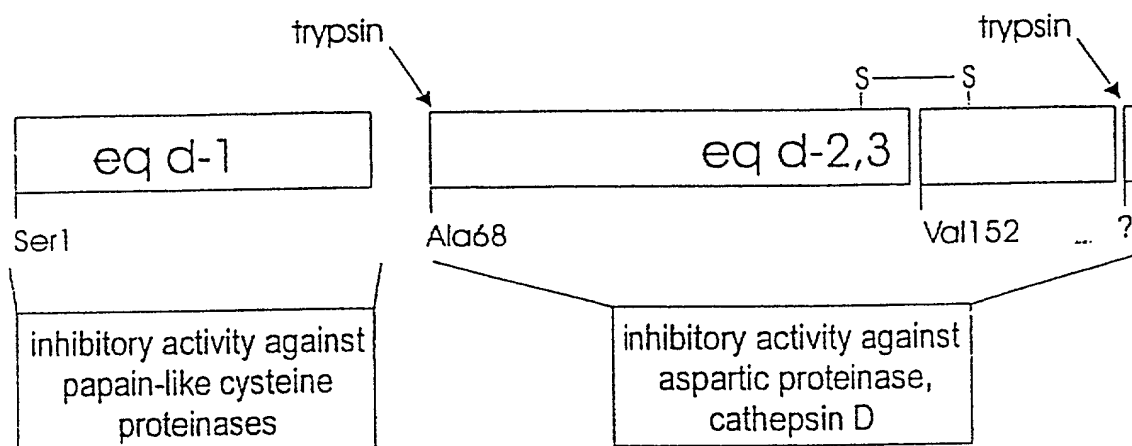 trypsin
trypsin
S S
eq d-1
eq d-2,3
Ser1
Ala68
Val152 ... ?
inhibitory activity against
papain-like cysteine
proteinases
inhibitory activity against
aspartic proteinase,
cathepsin D